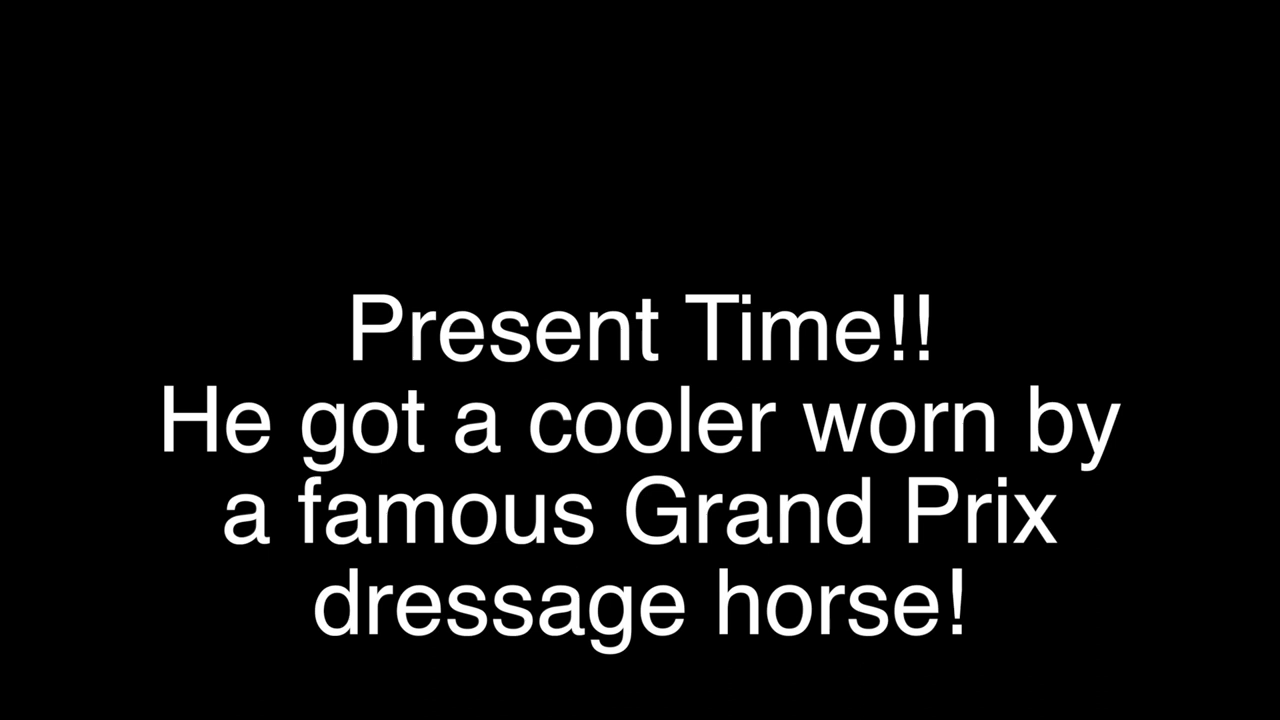 Present Time!!
He got a cooler worn by
a famous Grand Prix
dressage horse!